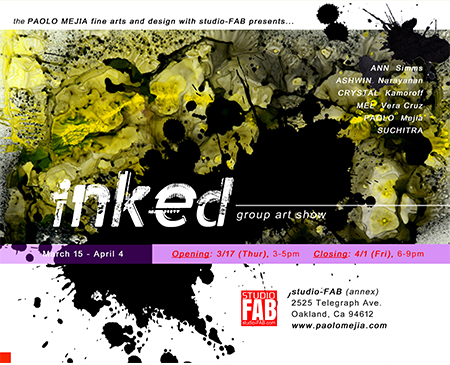 the PAOLO MEJIA fine arts and design with studio-FAB presents...
ANN Simms
ASHWIN Narayanan
CRYSTAL Kamoroff
MEL Vera Cruz
PAOLO Mejia
SUCHITRA
inked
group art show
March 15 - April 4
Opening: 3/17 (Thur), 3-5pm Closing: 4/1 (Fri), 6-9pm
STUDIO
FAB
studio-FAB.com
studio-FAB (annex)
2525 Telegraph Ave.
Oakland, Ca 94612
www.paolomejia.com